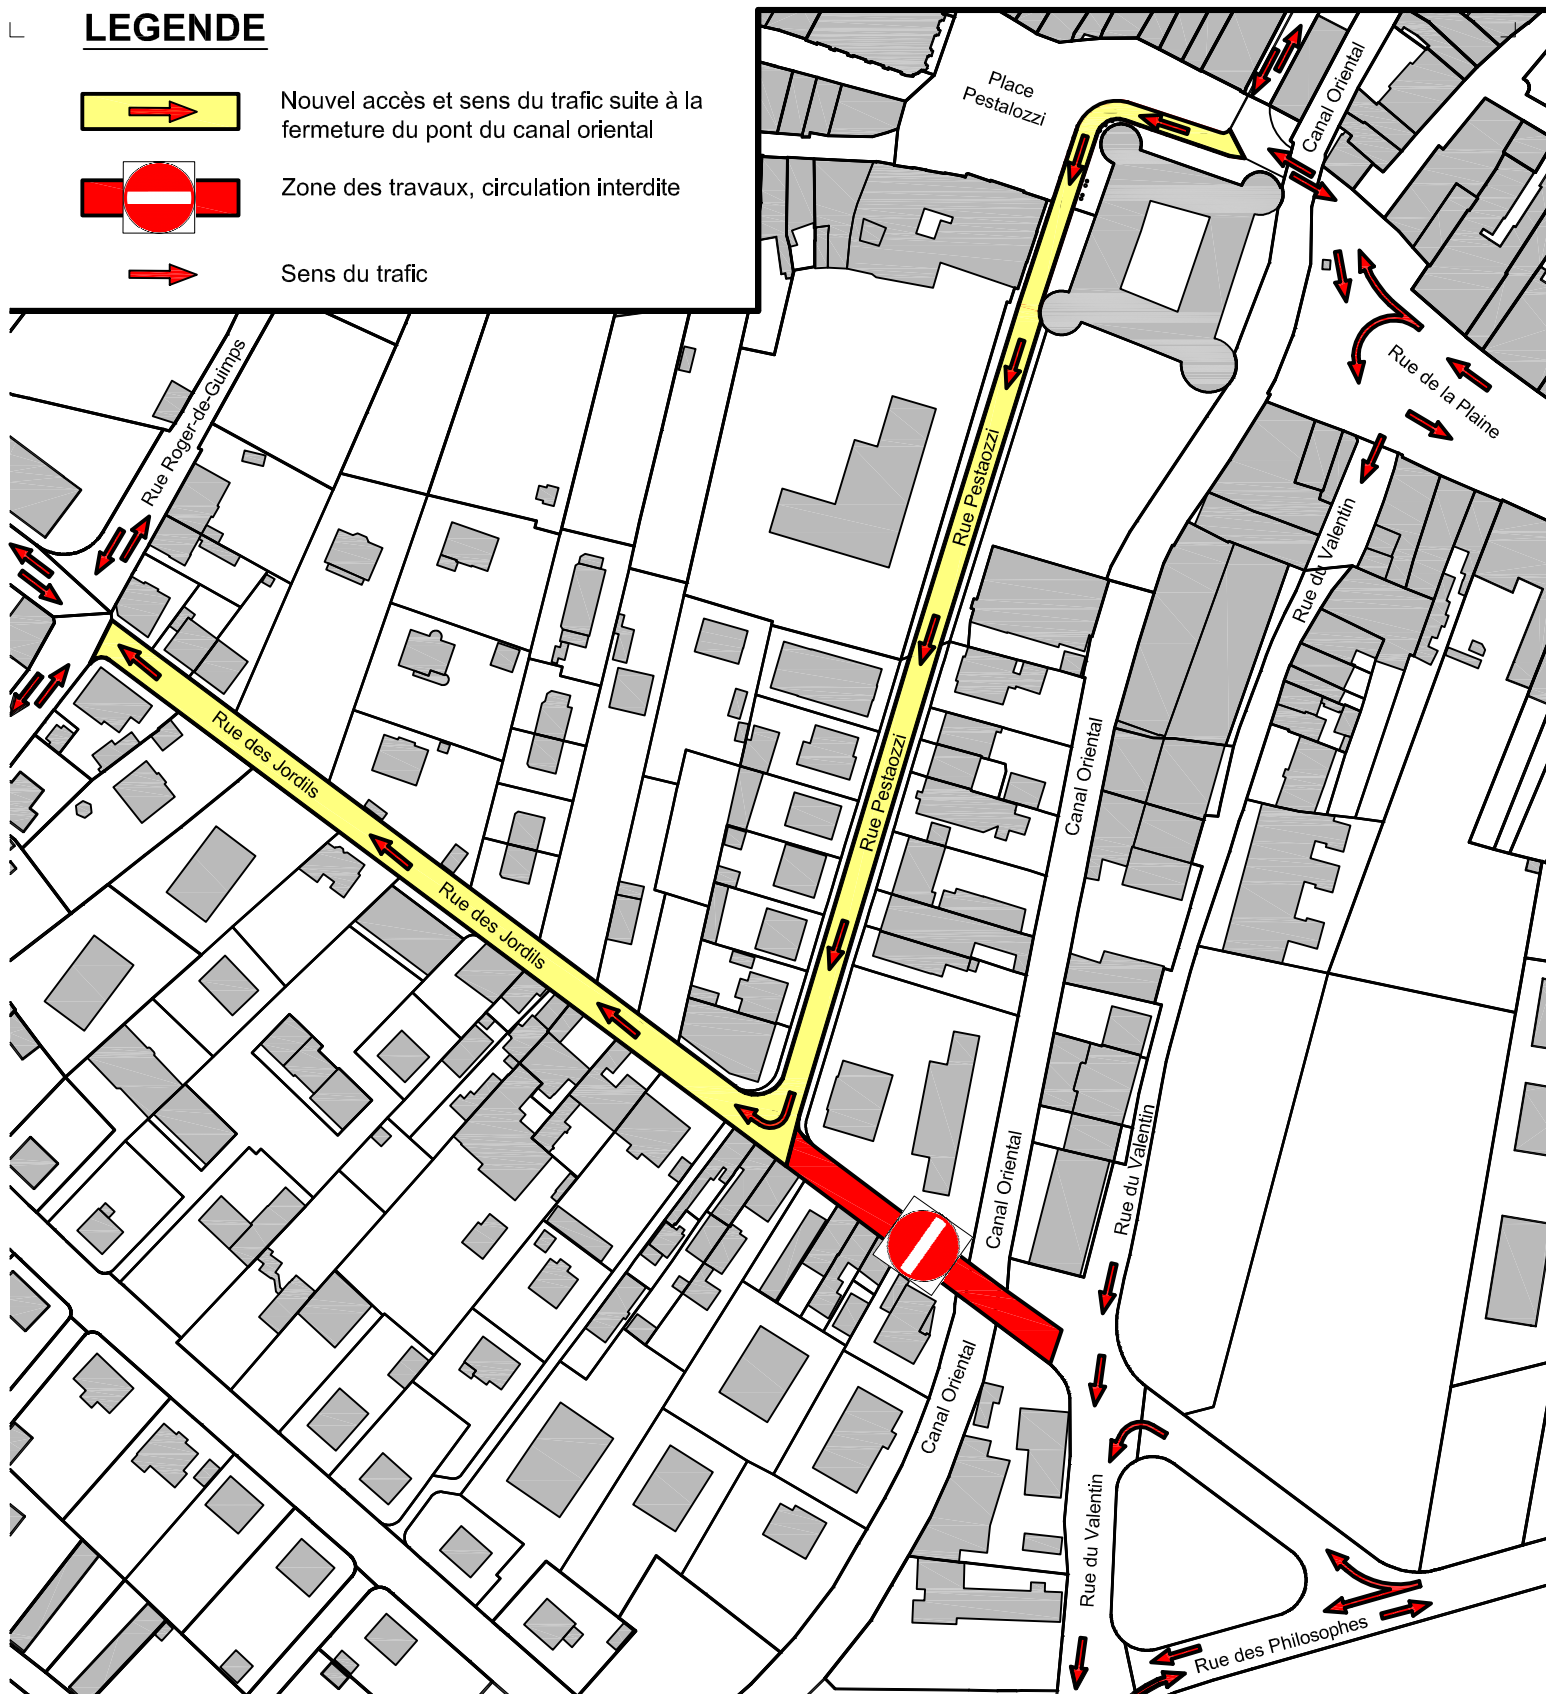 LEGENDE
Nouvel accès et sens du trafic suite à la
fermeture du pont du canal oriental
Zone des travaux, circulation interdite
Sens du trafic
Place
Pestalozzi
Canal Oriental
Rue de la Plaine
Rue Roger-de-Guimps
Rue Pestaozzi
Rue du Valentin
Rue des Jordils
Rue Pestaozzi
Canal Oriental
Rue des Jordils
Canal Oriental
Rue du Valentin
Canal Oriental
Rue du Valentin
Rue des Philosophes